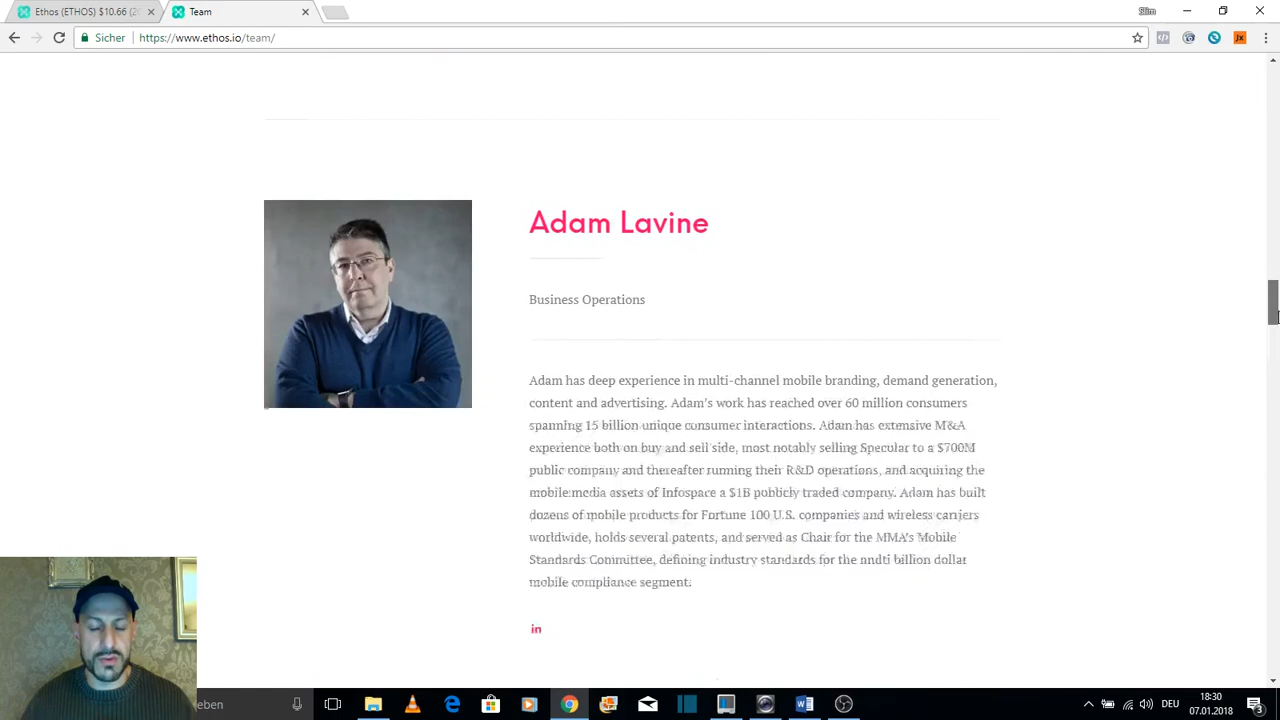 Ethos (ETHOS) $10.66 (2
Team
Slim
Sicher
https://www.ethos.io/team/
Adam Lavine
Business Operations
Adam has deep experience in multi-channel mobile branding, demand generation,
content and advertising. Adam's work has reached over 60 million consumers
spanning 15 billion unique consumer interactions. Adam has extensive M&A
experience both on buy and sell side, most notably selling Specular to a $700M
public company and thereafter running their R&D operations, and acquiring the
mobile media assets of Infospace a $1B publicly traded company. Adam has built
dozens of mobile products for Fortune 100 U.S. companies and wireless carriers
worldwide, holds several patents, and served as Chair for the MMA's Mobile
Standards Committee, defining industry standards for the multi billion dollar
mobile compliance segment.
in
eben
DEU
18:30
07.01.2018